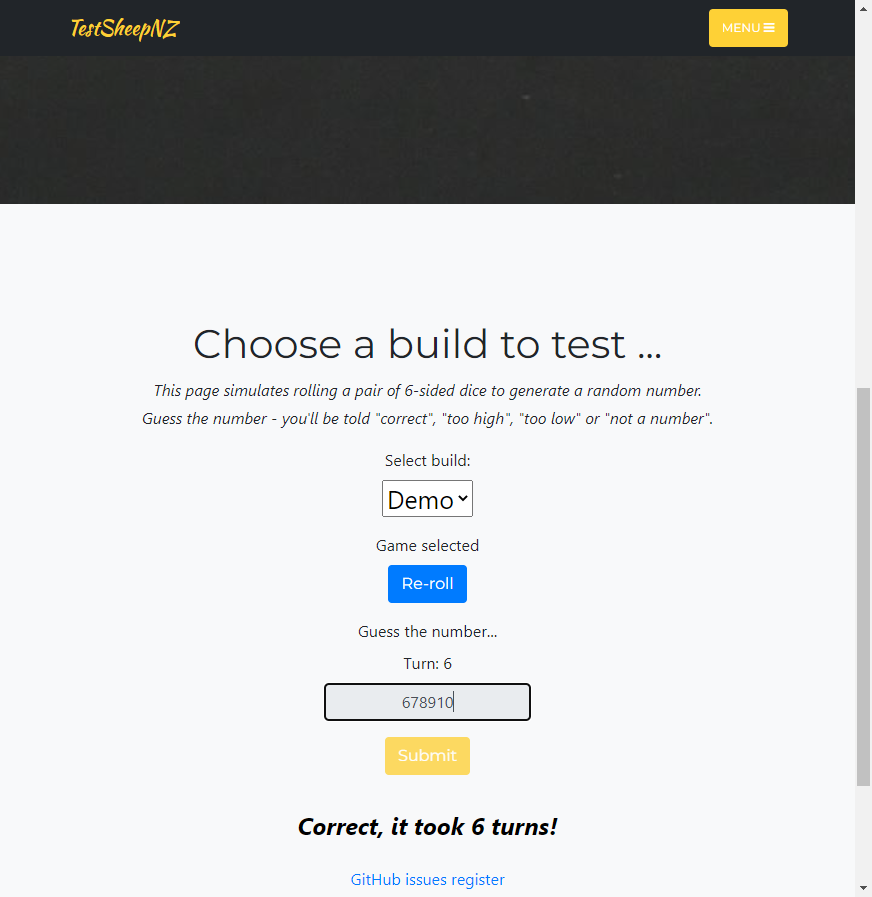 TestSheepNZ
MENU
Choose a build to test ...
This page simulates rolling a pair of 6-sided dice to generate a random number.
Guess the number - you'll be told "correct", "too high", "too low" or "not a number".
Select build:
Demo
Game selected
Re-roll
Guess the number...
Turn: 6
678910
Submit
Correct, it took 6 turns!
GitHub issues register